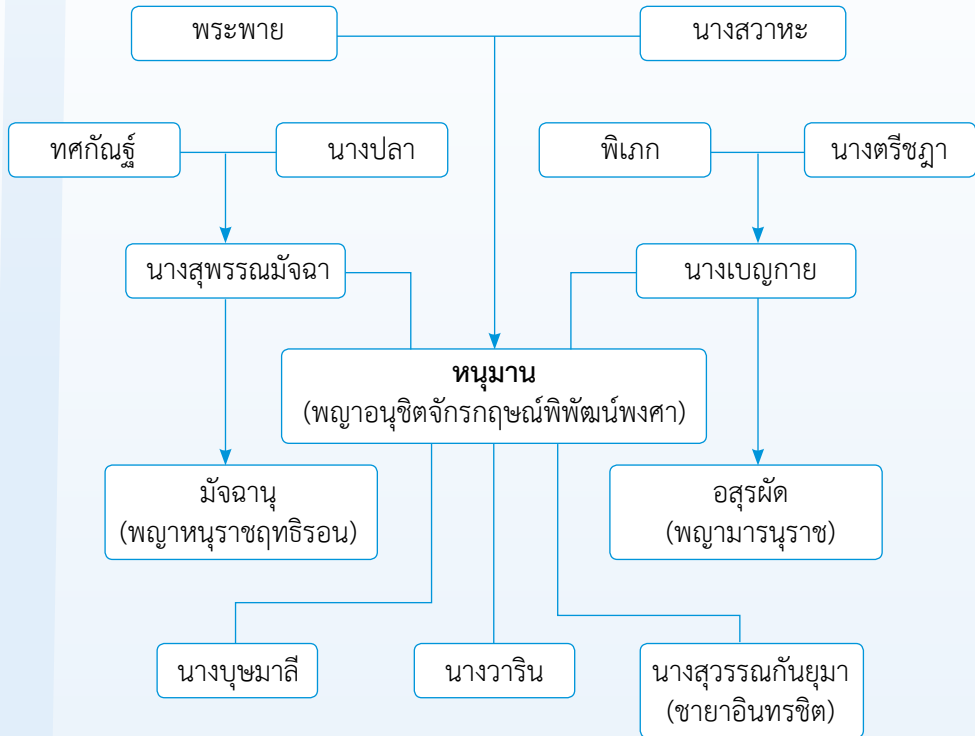 พระพาย
นางสวาหะ
ทศกัณฐ์
นางปลา
พิเภก
นางตรีชฎา
นางสุพรรณมัจฉา
นางเบญกาย
หนุมาน
(พญาอนุชิตจักรกฤษณ์พิพัฒน์พงศา)
มัจฉานุ
(พญาหนุราชฤทธิรอน)
อสุรผัด
(พญามารนุราช)
นางบุษมาลี
นางวาริน
นางสุวรรณกันยุมา
(ชายาอินทรชิต)